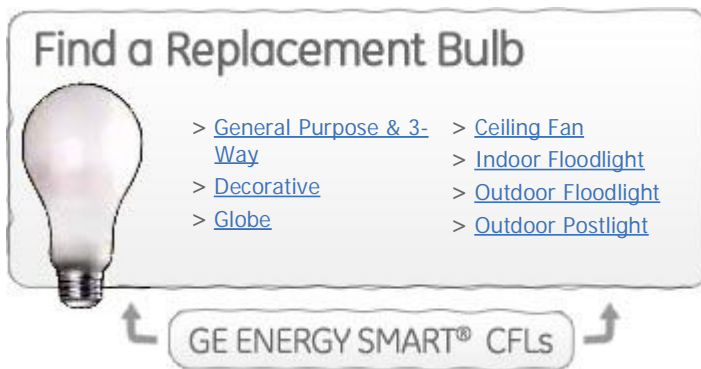 Find a Replacement Bulb
> General Purpose & 3-
Way
> Decorative
> Globe
> Ceiling Fan
> Indoor Floodlight
> Outdoor Floodlight
> Outdoor Postlight
GE ENERGY SMART® CFLs